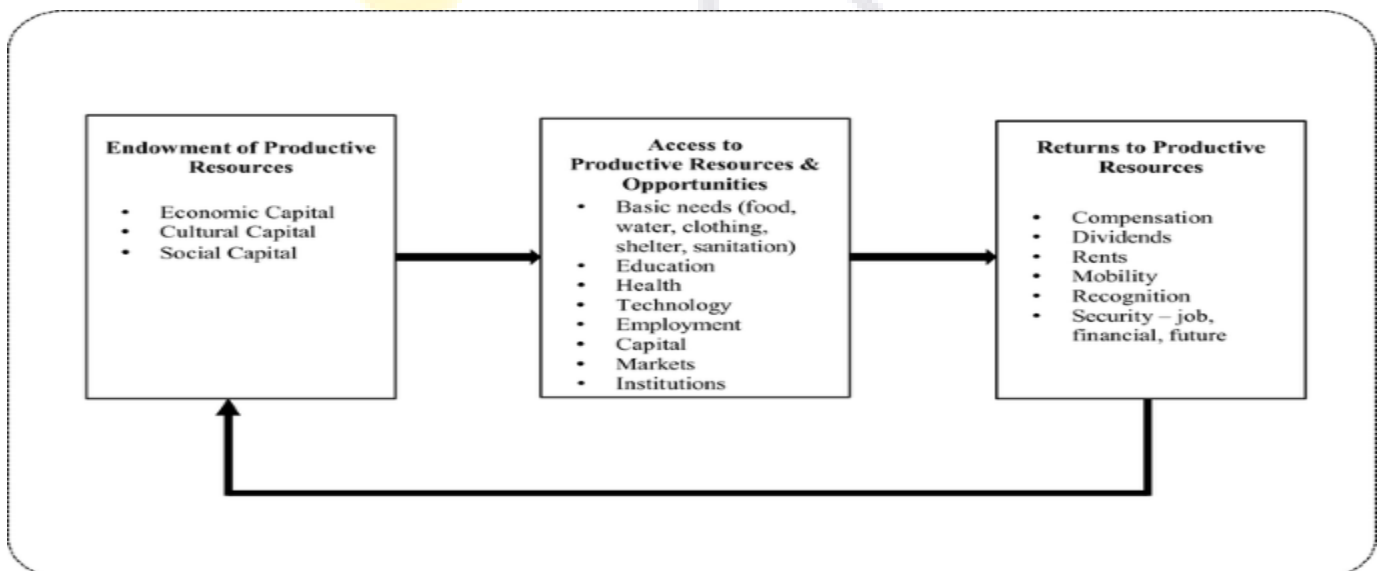 Endowment of Productive
Resources
• Economic Capital
• Cultural Capital
• Social Capital
Access to
Productive Resources &
Opportunities
• Basic needs (food,
water, clothing,
shelter, sanitation)
• Education
• Health
• Technology
• Employment
• Capital
• Markets
• Institutions
Returns to Productive
Resources
• Compensation
• Dividends
• Rents
• Mobility
• Recognition
• Security – job,
financial, future